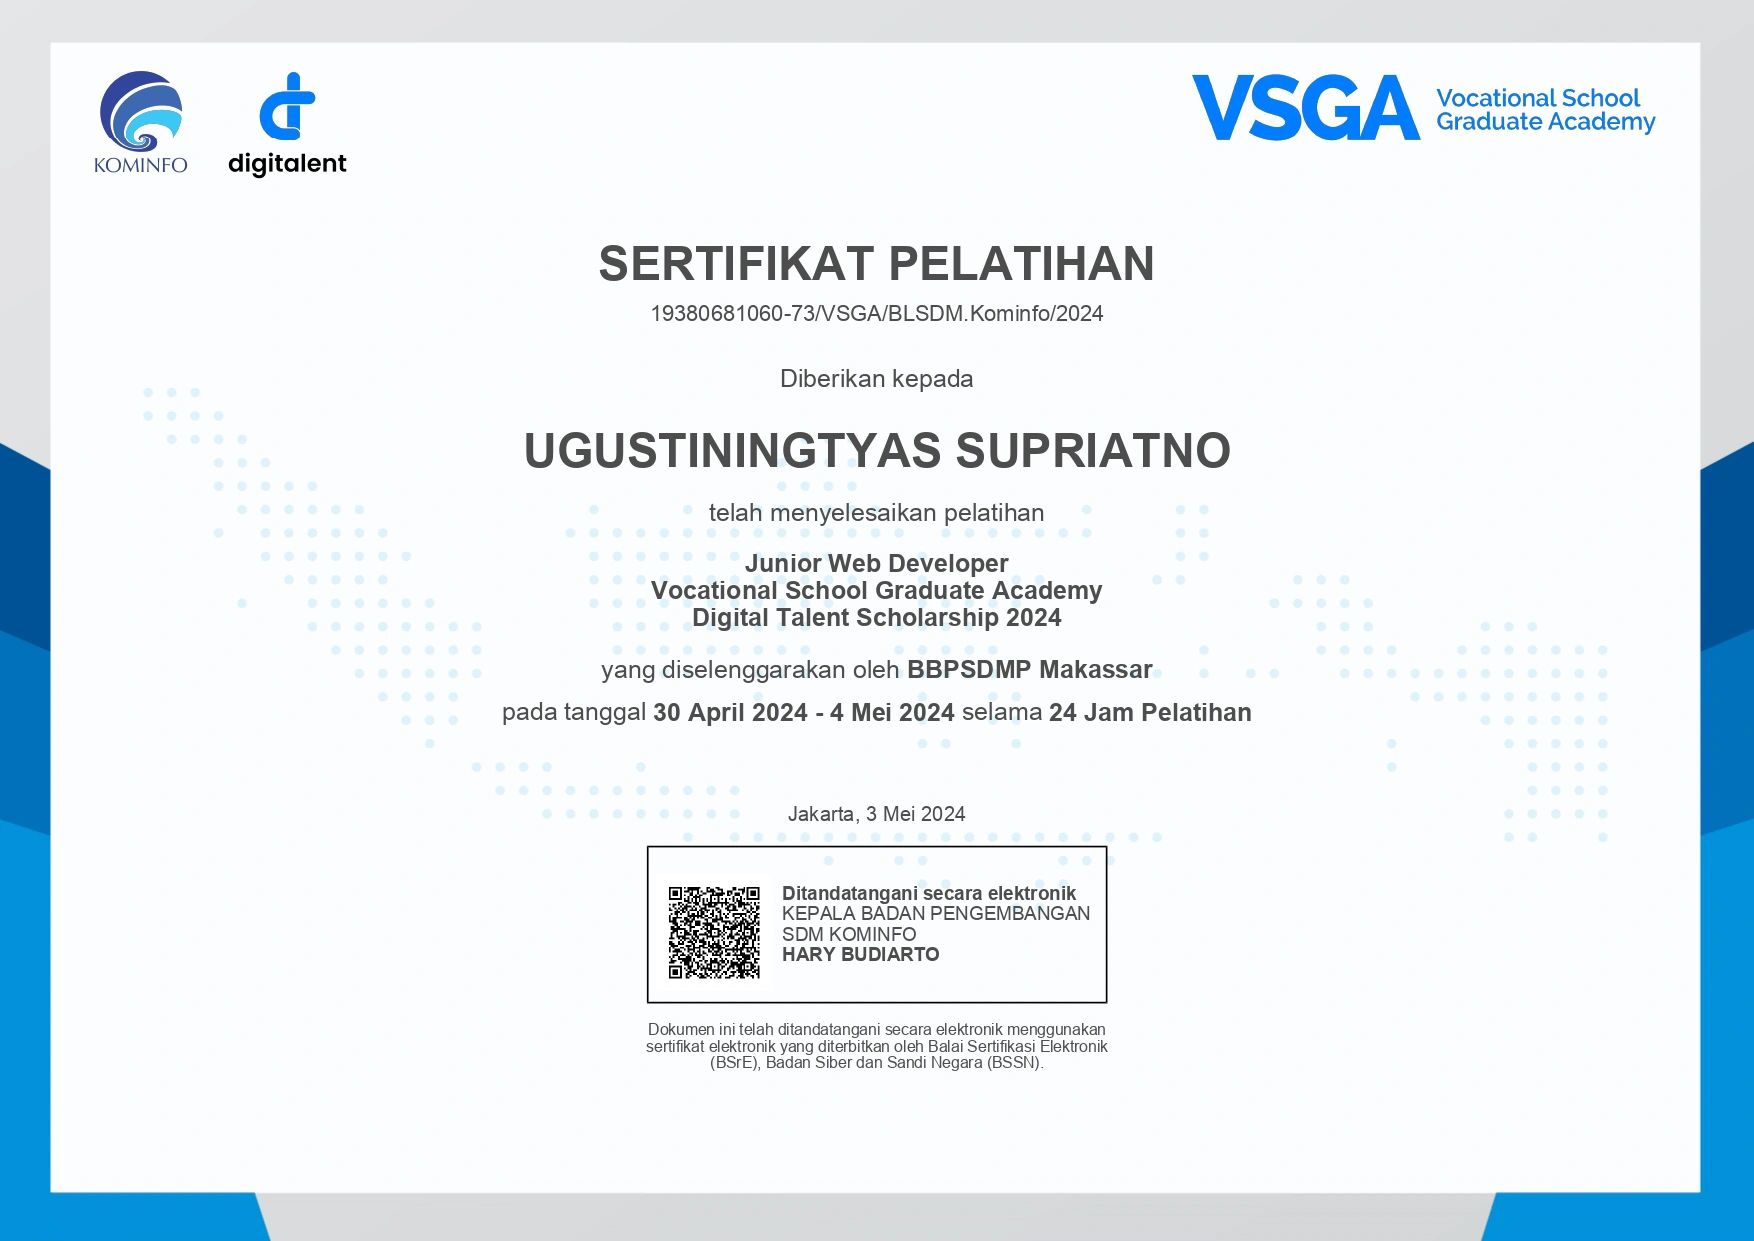 KOMINFO
digitalent
VSGA
Vocational School
Graduate Academy
SERTIFIKAT PELATIHAN
19380681060-73/VSGA/BLSDM.Kominfo/2024
Diberikan kepada
UGUSTININGTYAS SUPRIATNO
telah menyelesaikan pelatihan
Junior Web Developer
Vocational School Graduate Academy
Digital Talent Scholarship 2024
yang diselenggarakan oleh BBPSDMP Makassar
pada tanggal 30 April 2024 - 4 Mei 2024 selama 24 Jam Pelatihan
Jakarta, 3 Mei 2024
Ditandatangani secara elektronik
KEPALA BADAN PENGEMBANGAN
SDM KOMINFO
HARY BUDIARTO
Dokumen ini telah ditandatangani secara elektronik menggunakan
sertifikat elektronik yang diterbitkan oleh Balai Sertifikasi Elektronik
(BSrE), Badan Siber dan Sandi Negara (BSSN).